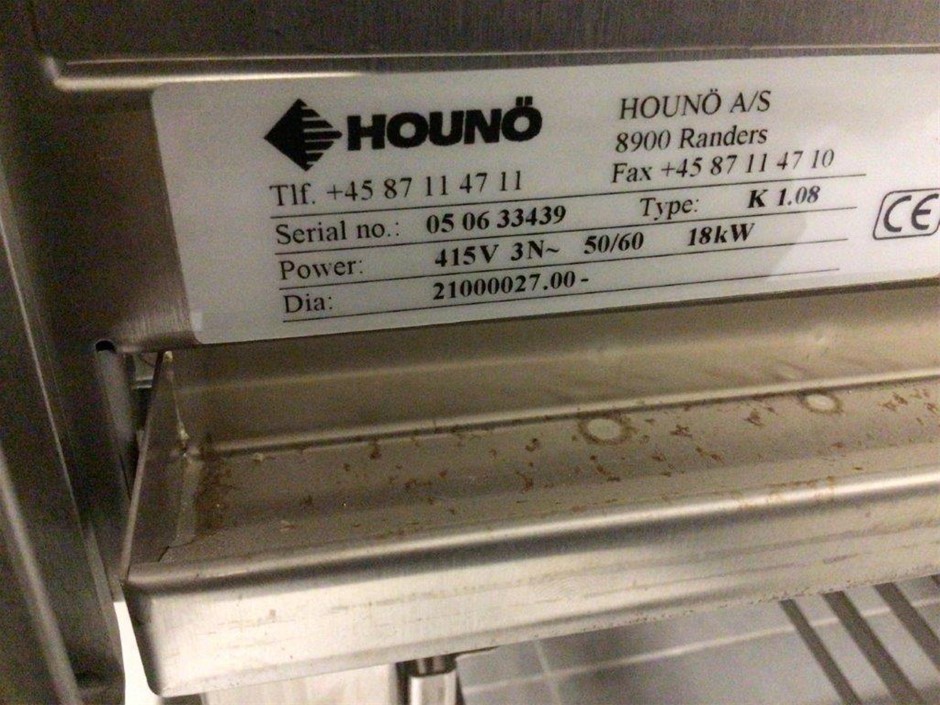 HOUNÖ
HOUNÖ A/S
8900 Randers
Tlf. +45 87 11 47 11
Fax +45 87 11 47 10
Serial no.: 05 06 33439 Type: K 1.08
Power: 415V 3N~ 50/60 18kW
Dia: 21000027.00-
CE